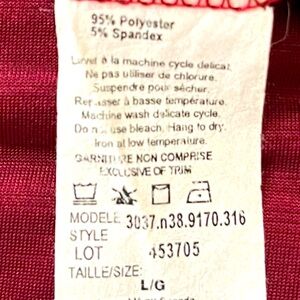 95% Polyester
5% Spandex
Lavel à la machine cycle delicat.
Ne pas utiliser de chlorure.
Suspendre pour sécher.
Repasser à basse température.
Machine wash delicate cycle.
Do not use bleach. Hang to dry.
Iron at low temperature.
GARNITURE NON COMPRISE
EXCLUSIVE OF TRIM
MODELE 3037.n38.9170.316
STYLE
LOT 453705
TAILLE/SIZE:
L/G